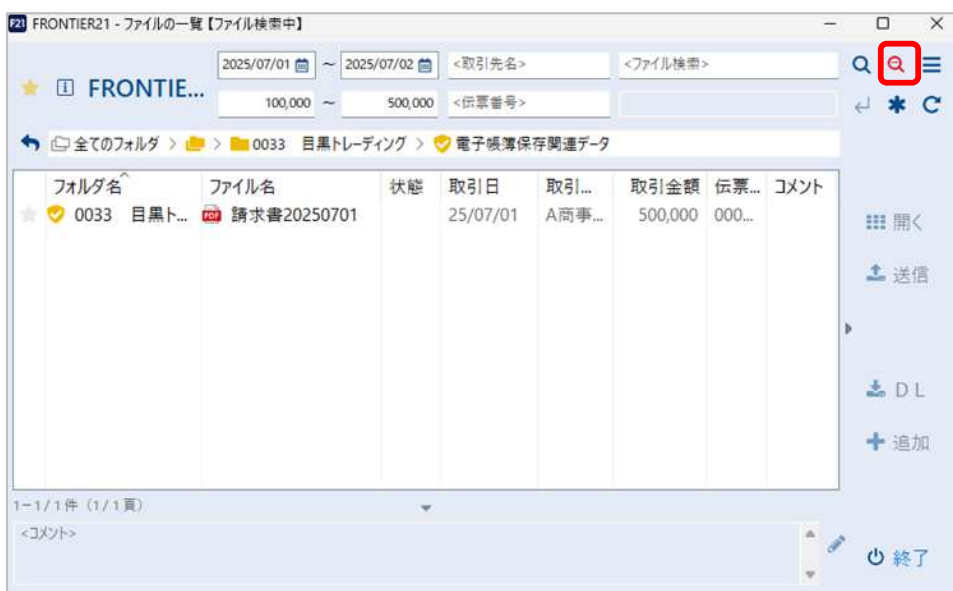 F21 FRONTIER21 - ファイルの一覧【ファイル検索中】
2025/07/01 ～ 2025/07/02 <取引先名> <ファイル検索>
FRONTIE...
100,000 ～ 500,000 <伝票番号>
全てのフォルダ > > 0033 目黒トレーディング > 電子帳簿保存関連データ
フォルダ名 ファイル名 状態 取引日 取引... 取引金額 伝票... コメント
0033 目黒ト... PDF 請求書20250701 25/07/01 A商事... 500,000 000...
開く
送信
ＤＬ
追加
1－1/1件（1/1頁）
<コメント>
終了